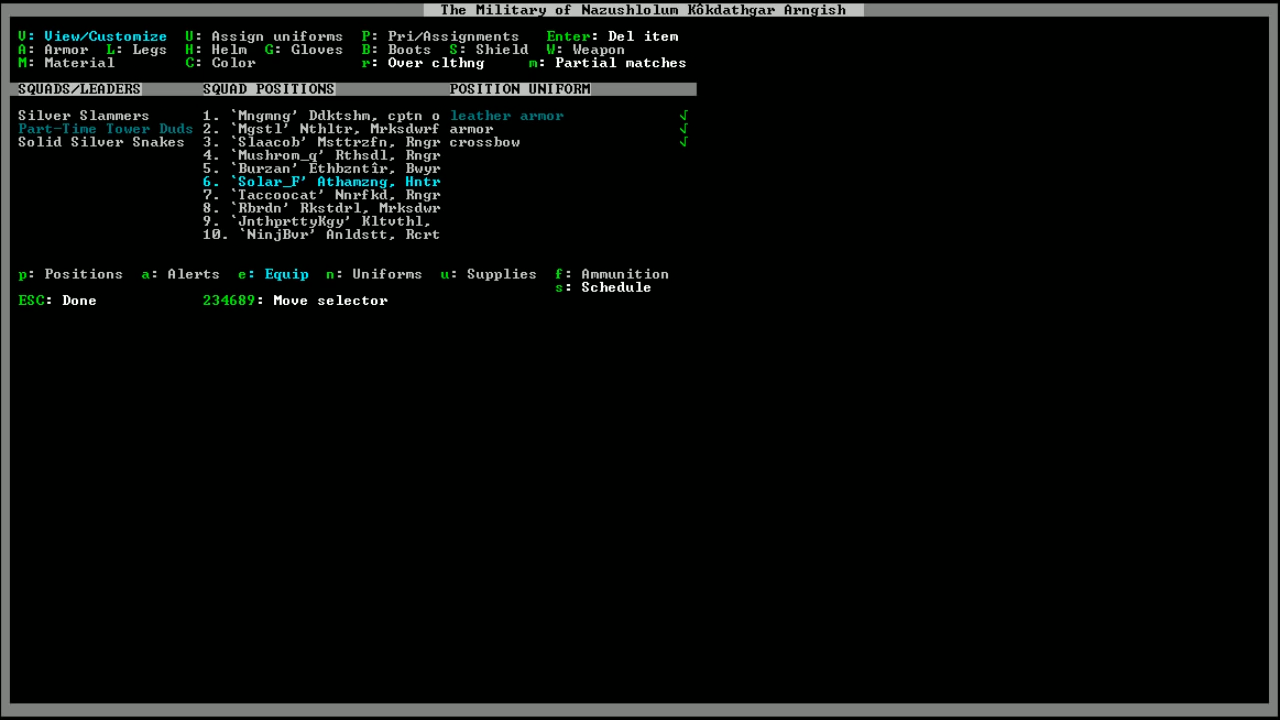 The Military of Nazushlolum Kôkdathgar Arngish
V: View/Customize U: Assign uniforms P: Pri/Assignments Enter: Del item
A: Armor L: Legs H: Helm G: Gloves B: Boots S: Shield W: Weapon
M: Material C: Color r: Over clthng m: Partial matches
SQUADS/LEADERS SQUAD POSITIONS POSITION UNIFORM
Silver Slammers 1. `Mngmng' Ddktshm, cptn o leather armor √
Part-Time Tower Duds 2. `Mgstl' Nthltr, Mrksdwrf armor √
Solid Silver Snakes 3. `Slaacob' Msttrzfn, Rngr crossbow √
4. `Mushrom_q' Rthsdl, Rngr
5. `Burzan' Ethbzntîr, Bwyr
6. `Solar_F' Athamzng, Hntr
7. `Taccoocat' Nnrfkd, Rngr
8. `Rbrdn' Rkstdrl, Mrksdwr
9. `JnthprttyKgy' Kltvthl,
10. `NinjBvr' Anldstt, Rcrt
p: Positions a: Alerts e: Equip n: Uniforms u: Supplies f: Ammunition
s: Schedule
ESC: Done 234689: Move selector